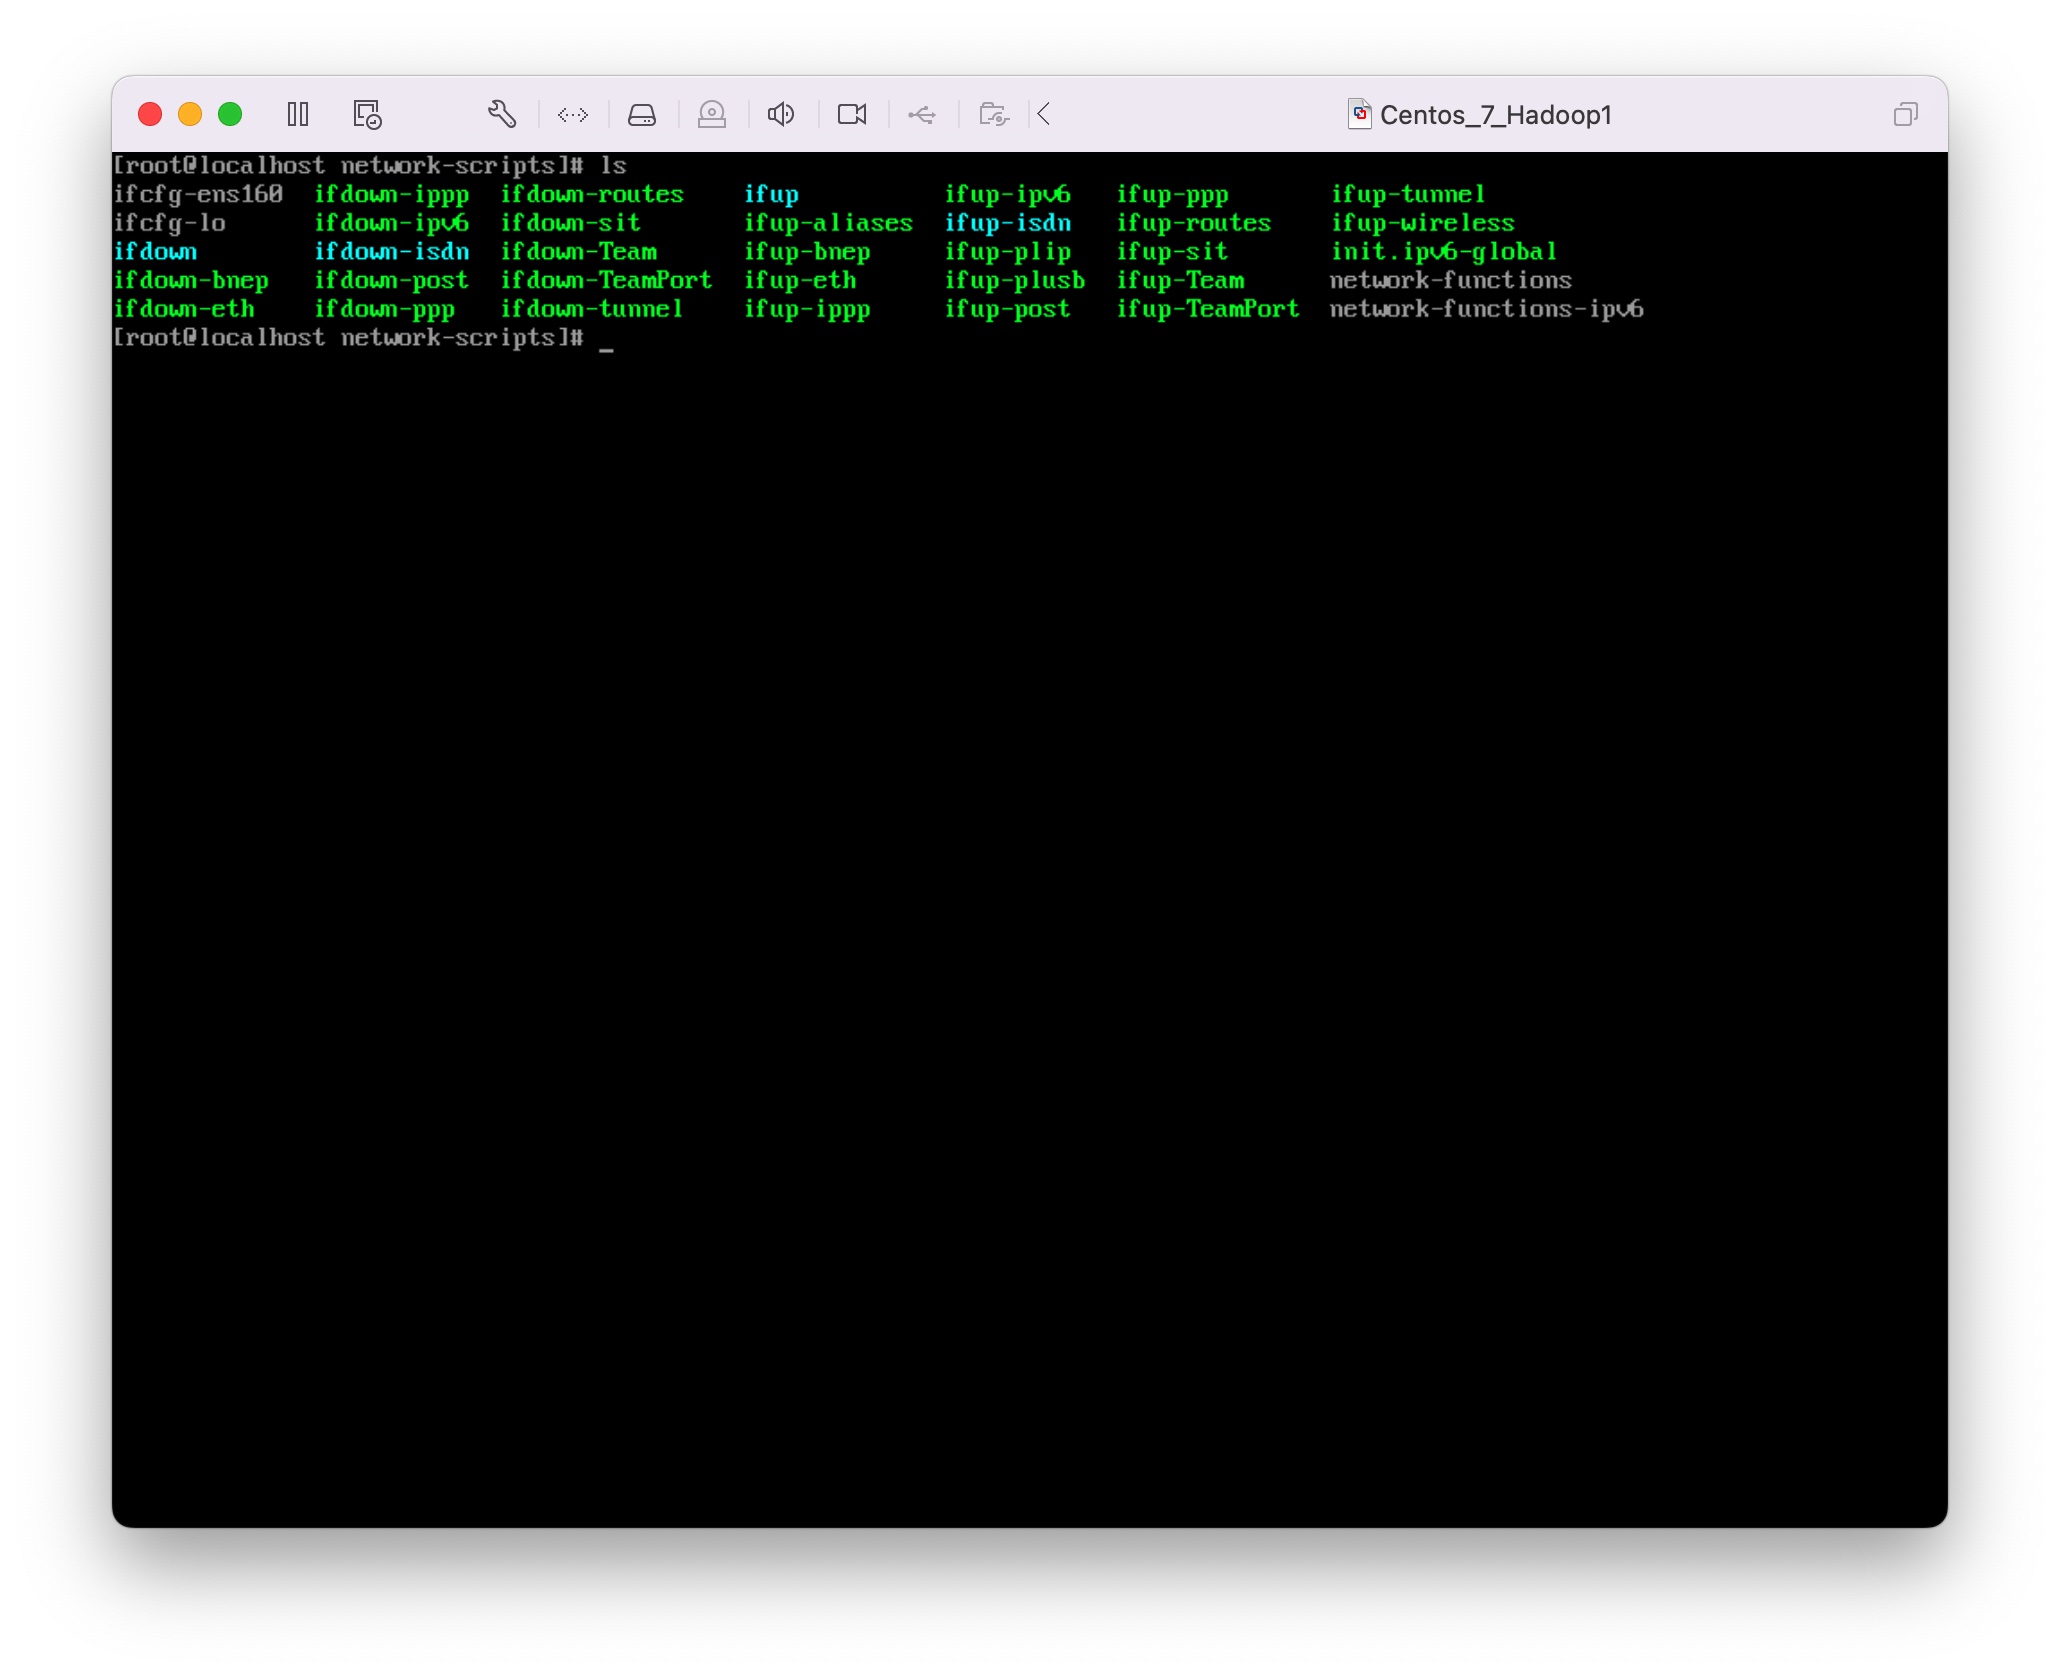 Centos_7_Hadoop1
[root@localhost network-scripts]# ls
ifcfg-ens160  ifdown-ippp  ifdown-routes  ifup  ifup-ipv6  ifup-ppp  ifup-tunnel
ifcfg-lo  ifdown-ipv6  ifdown-sit  ifup-aliases  ifup-isdn  ifup-routes  ifup-wireless
ifdown  ifdown-isdn  ifdown-Team  ifup-bnep  ifup-plip  ifup-sit  init.ipv6-global
ifdown-bnep  ifdown-post  ifdown-TeamPort  ifup-eth  ifup-plusb  ifup-Team  network-functions
ifdown-eth  ifdown-ppp  ifdown-tunnel  ifup-ippp  ifup-post  ifup-TeamPort  network-functions-ipv6
[root@localhost network-scripts]# _